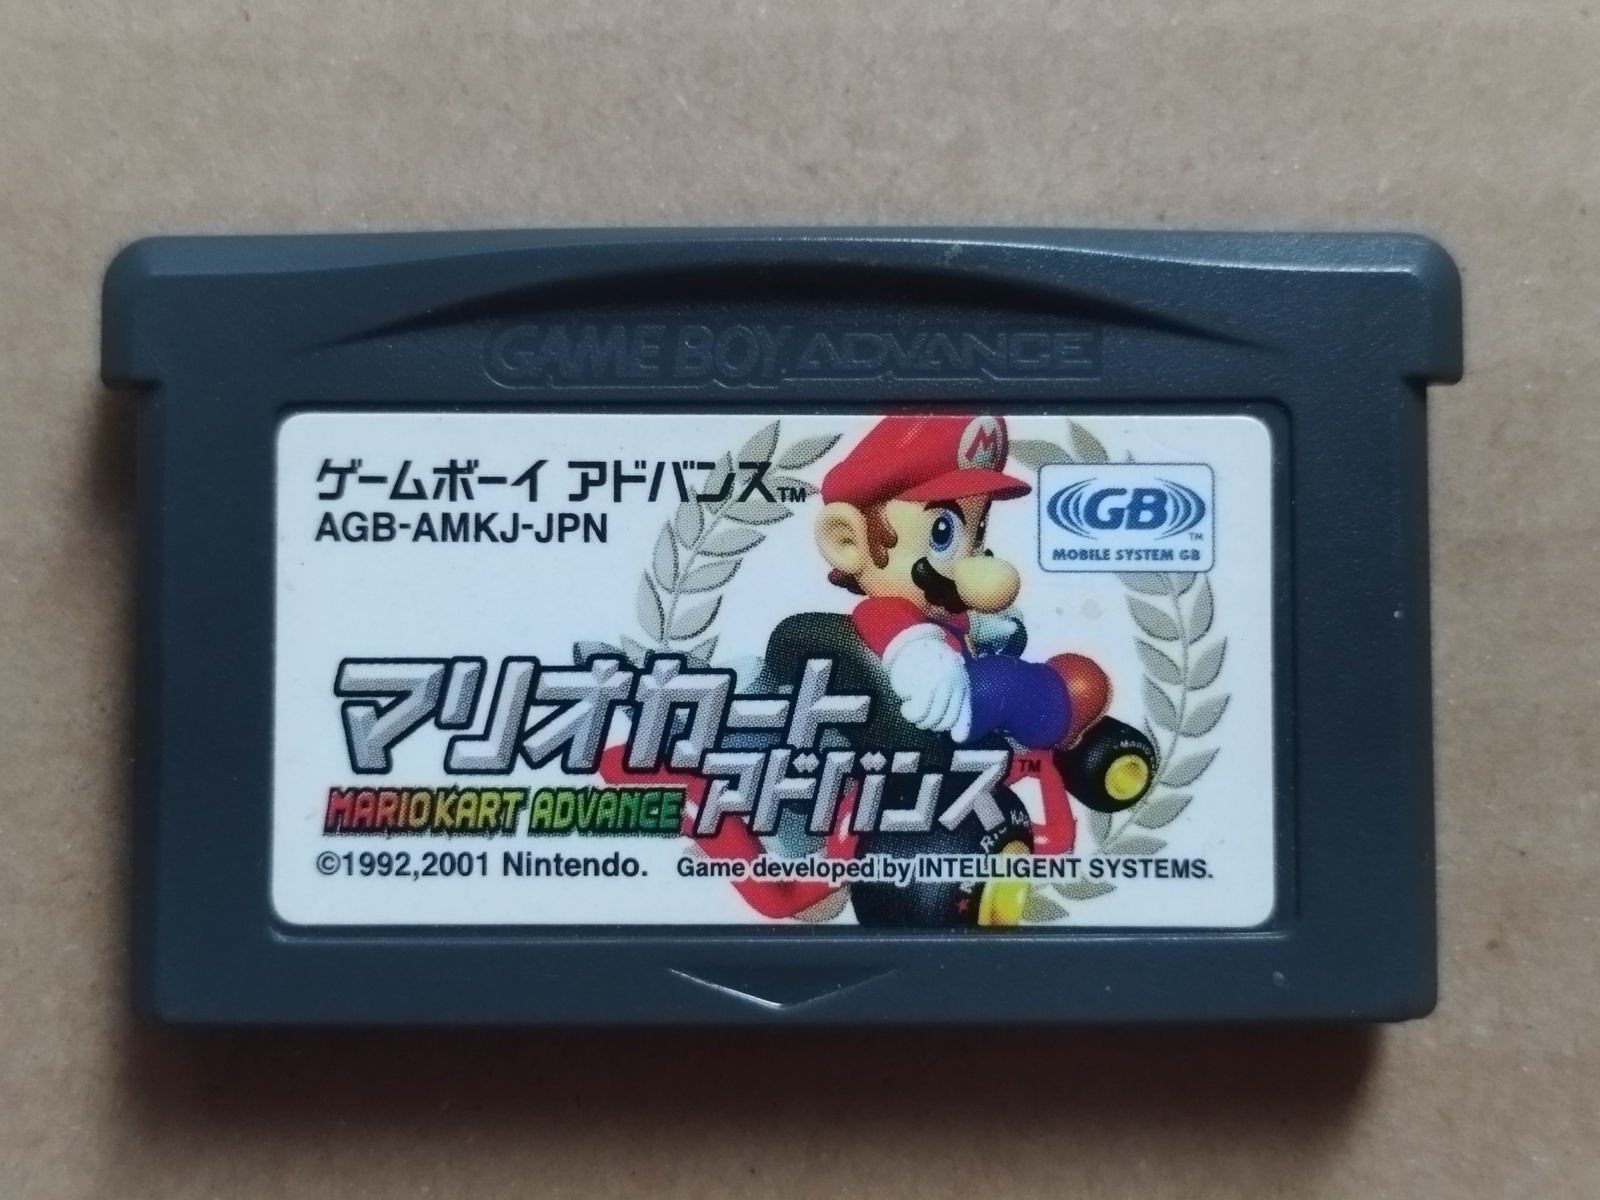 GAME BOY ADVANCE
ゲームボーイ アドバンス™
AGB-AMKJ-JPN
M
GB™
MOBILE SYSTEM GB
マリオカート
アドバンス™
MARIO KART ADVANCE
MARIO
©1992,2001 Nintendo. Game developed by INTELLIGENT SYSTEMS.